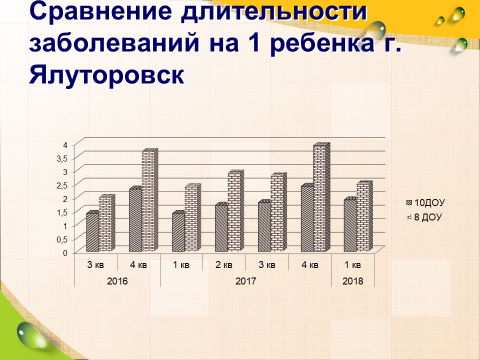 Сравнение длительности
заболеваний на 1 ребенка г.
Ялуторовск
4
3,5
3
2,5
2
1,5
1
0,5
0
3 кв 4 кв 1 кв 2 кв 3 кв 4 кв 1 кв
2016 2017 2018
10ДОУ
8 ДОУ